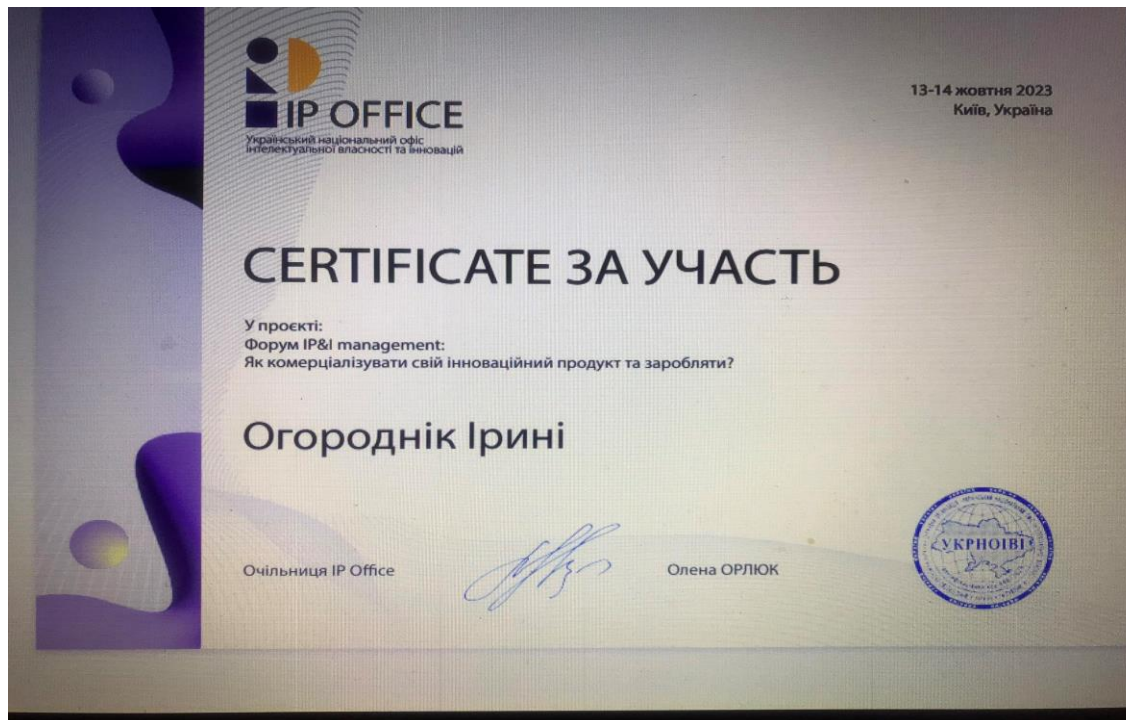 IP OFFICE
Український національний офіс
інтелектуальної власності та інновацій
13-14 жовтня 2023
Київ, Україна
CERTIFICATE ЗА УЧАСТЬ
У проєкті:
Форум IP&I management:
Як комерціалізувати свій інноваційний продукт та заробляти?
Огороднік Ірині
Очільниця IP Office
Олена ОРЛЮК
УКРНОІВІ